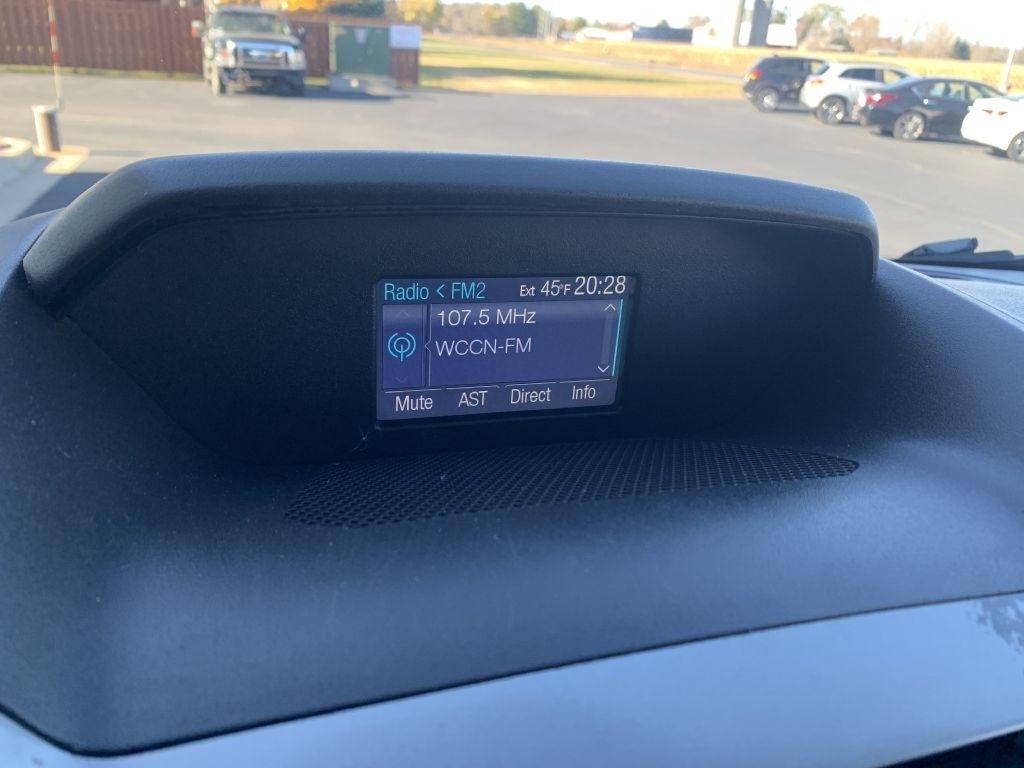 Radio < FM2 Ext 45°F 20:28
107.5 MHz
WCCN-FM
Mute AST Direct Info